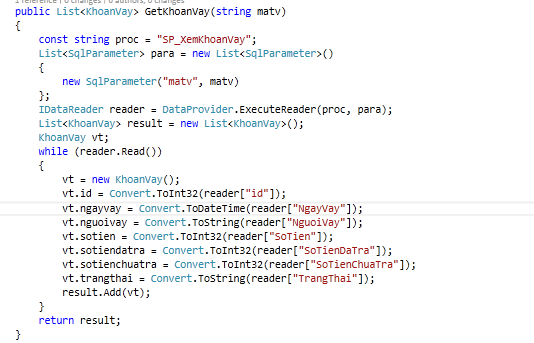 1 reference | 0 changes | 0 authors, 0 changes
public List<KhoanVay> GetKhoanVay(string matv)
{
    const string proc = "SP_XemKhoanVay";
    List<SqlParameter> para = new List<SqlParameter>()
    {
        new SqlParameter("matv", matv)
    };
    IDataReader reader = DataProvider.ExecuteReader(proc, para);
    List<KhoanVay> result = new List<KhoanVay>();
    KhoanVay vt;
    while (reader.Read())
    {
        vt = new KhoanVay();
        vt.id = Convert.ToInt32(reader["id"]);
        vt.ngayvay = Convert.ToDateTime(reader["NgayVay"]);
        vt.nguoivay = Convert.ToString(reader["NguoiVay"]);
        vt.sotien = Convert.ToInt32(reader["SoTien"]);
        vt.sotiendatra = Convert.ToInt32(reader["SoTienDaTra"]);
        vt.sotienchuatra = Convert.ToInt32(reader["SoTienChuaTra"]);
        vt.trangthai = Convert.ToString(reader["TrangThai"]);
        result.Add(vt);
    }
    return result;
}